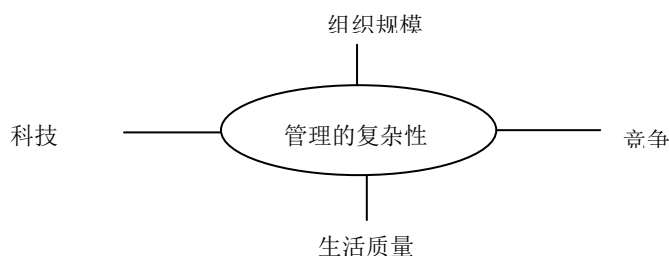 组织规模
科技
管理的复杂性
竞争
生活质量